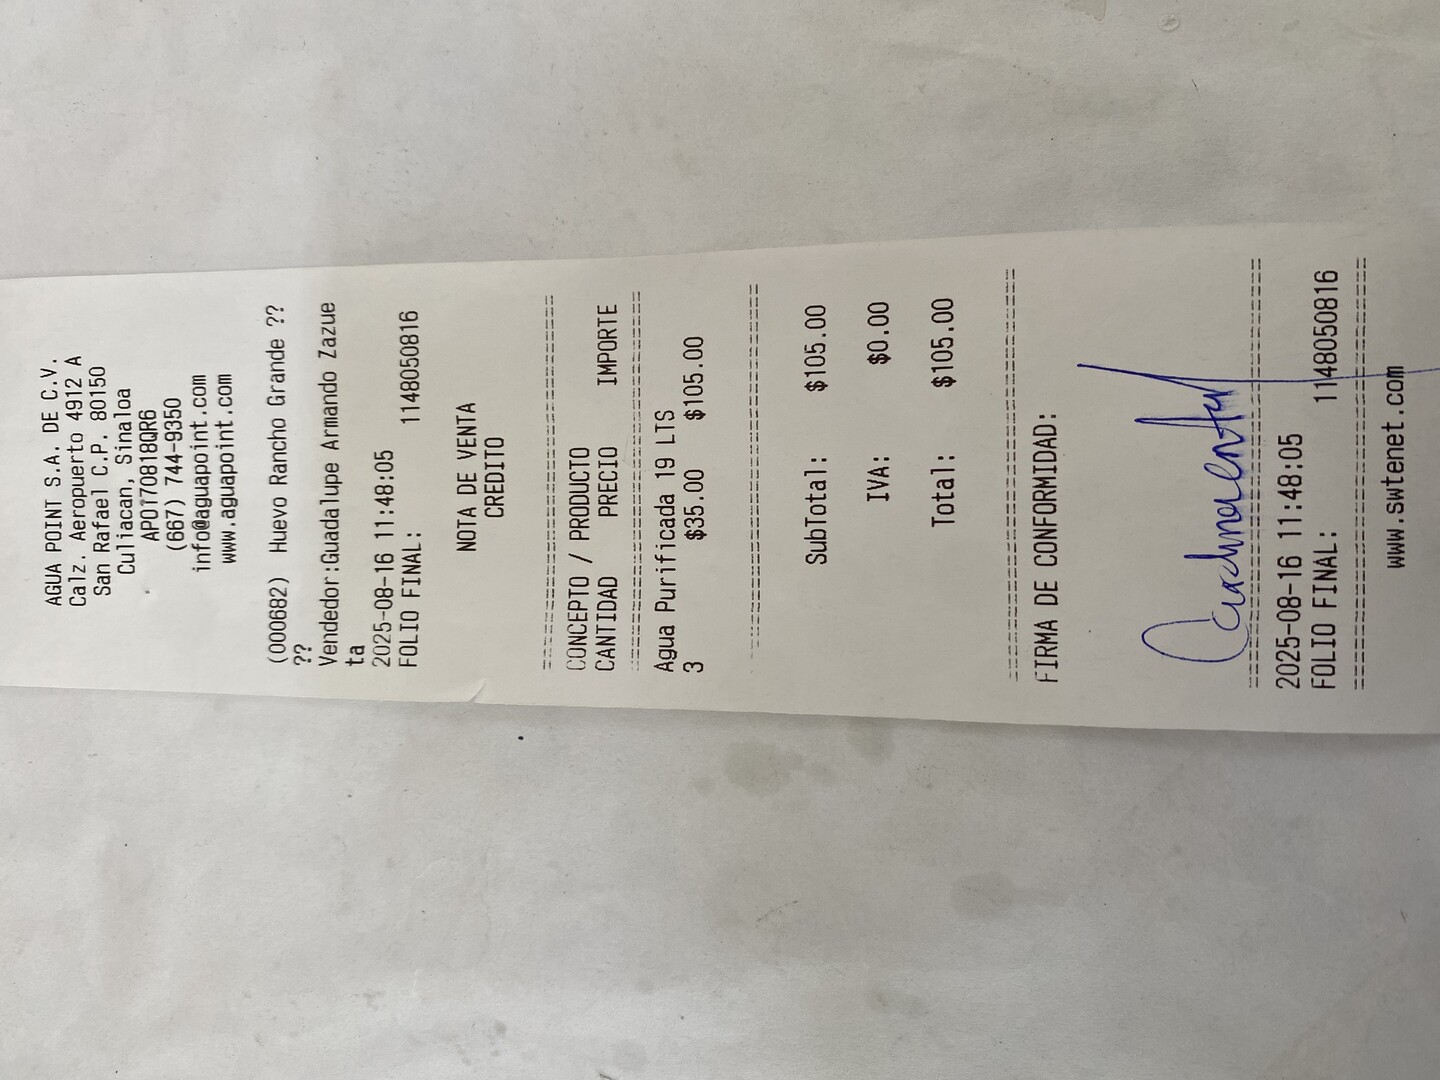 AGUA POINT S.A. DE C.V.
Calz. Aeropuerto 4912 A
San Rafael C.P. 80150
Culiacan, Sinaloa
APO170818QR6
(667) 744-9350
info@aguapoint.com
www.aguapoint.com
(000682) Huevo Rancho Grande ??
??
Vendedor:Guadalupe Armando Zazue
ta
2025-08-16 11:48:05
FOLIO FINAL: 1148050816
NOTA DE VENTA
CREDITO
================================
CONCEPTO / PRODUCTO
CANTIDAD PRECIO IMPORTE
================================
Agua Purificada 19 LTS
3 $35.00 $105.00
================================
SubTotal: $105.00
IVA: $0.00
Total: $105.00
================================
FIRMA DE CONFORMIDAD:
================================
2025-08-16 11:48:05
FOLIO FINAL: 1148050816
================================
www.swtenet.com